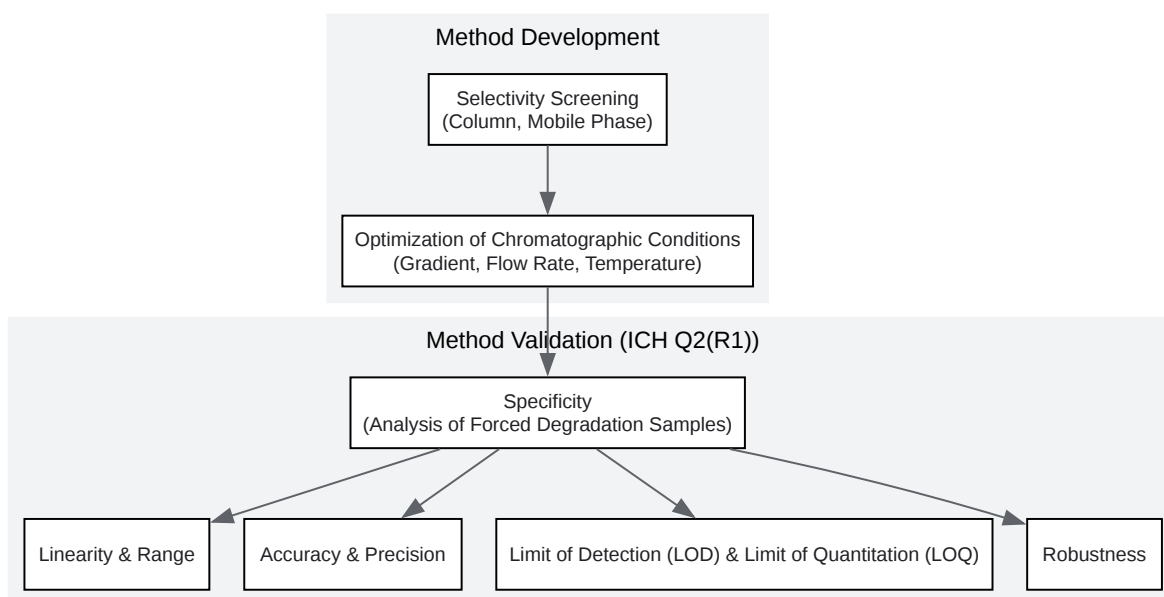 Method Development
Selectivity Screening
(Column, Mobile Phase)
Optimization of Chromatographic Conditions
(Gradient, Flow Rate, Temperature)
Method Validation (ICH Q2(R1))
Specificity
(Analysis of Forced Degradation Samples)
Linearity & Range
Accuracy & Precision
Limit of Detection (LOD) & Limit of Quantitation (LOQ)
Robustness